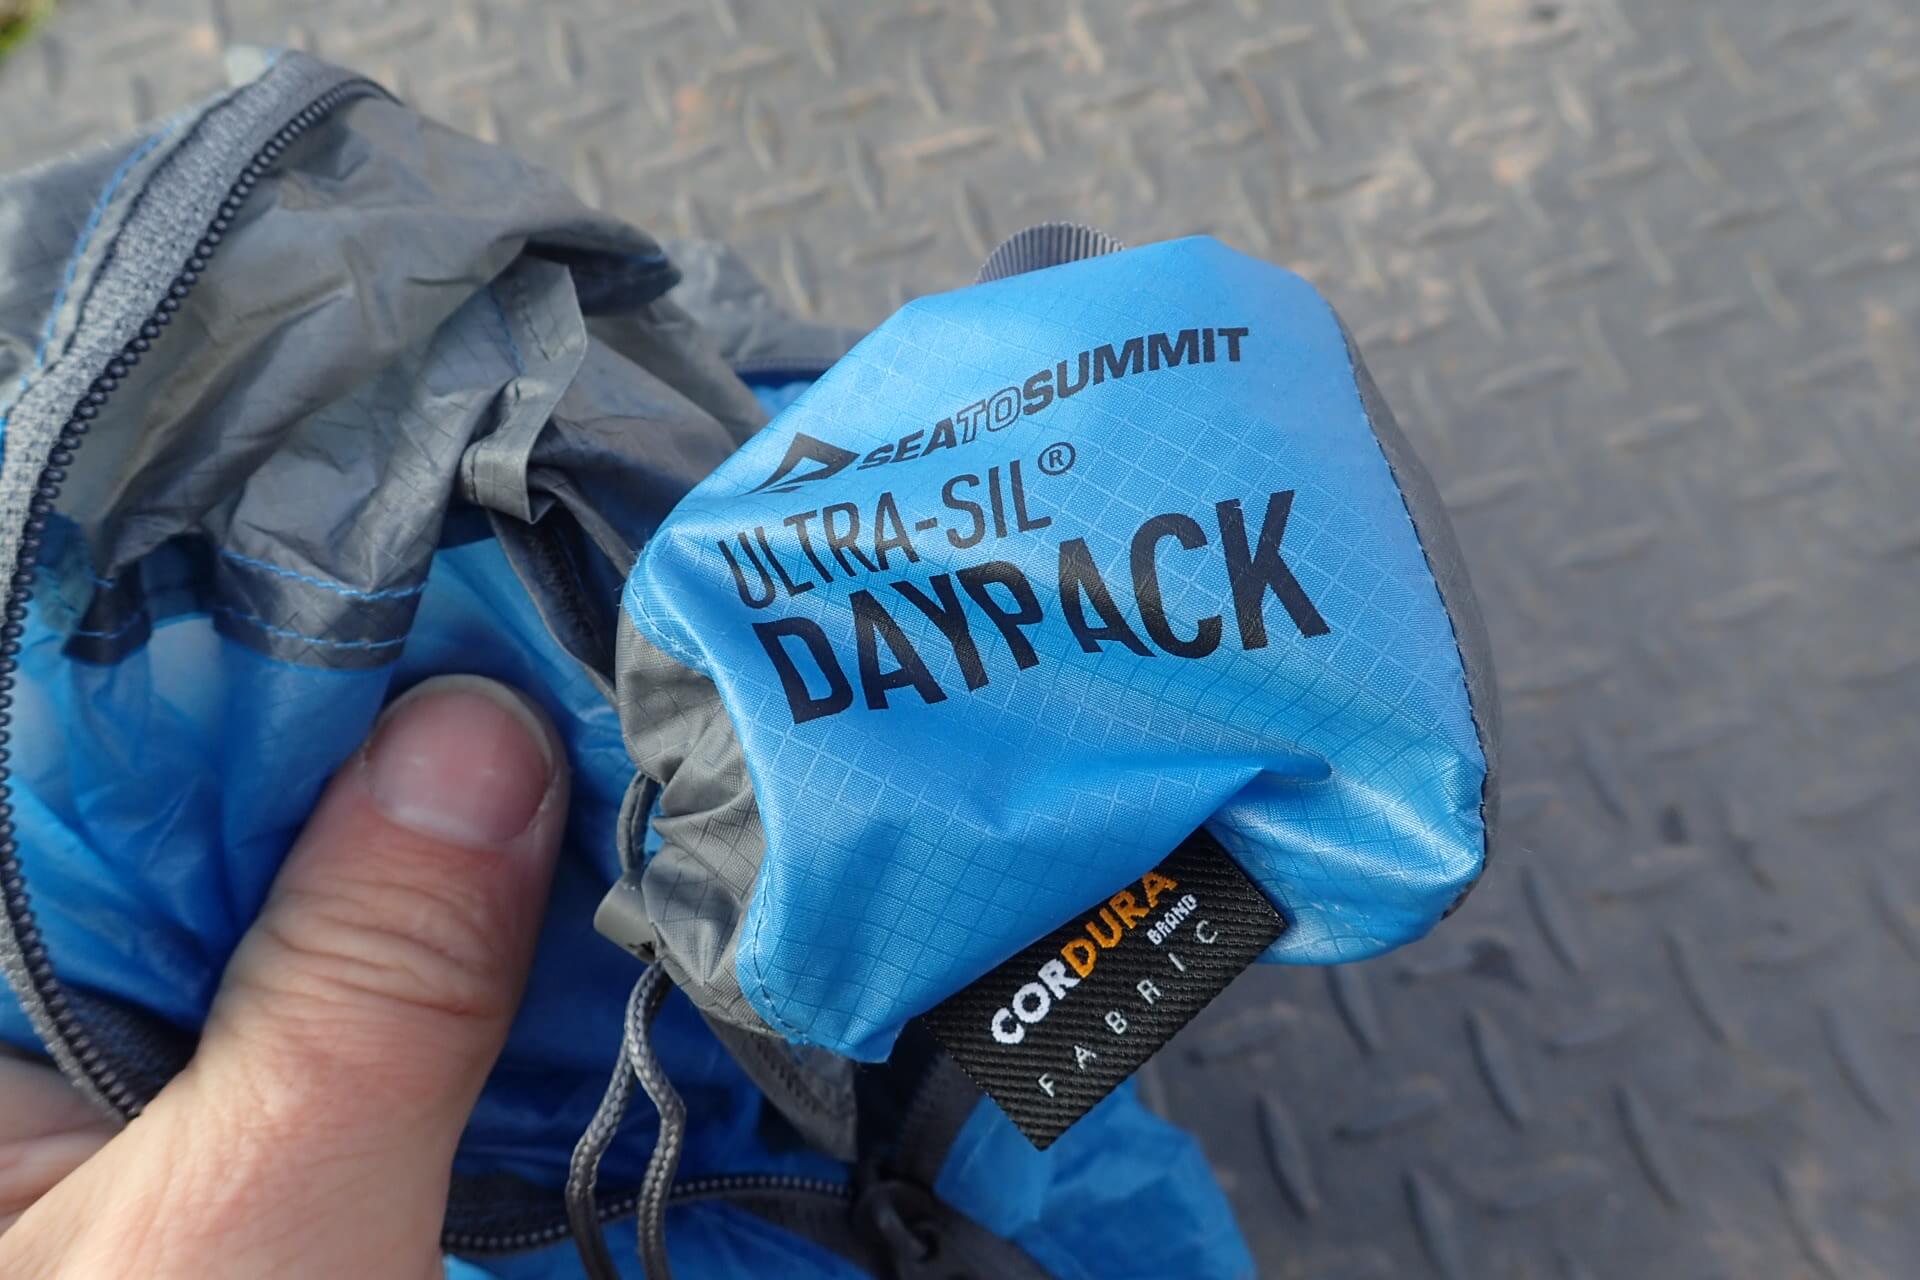 SEATOSUMMIT
ULTRA-SIL®
DAYPACK
CORDURA
BRAND
FABRIC